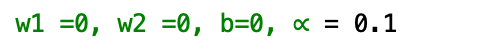 w1 =0, w2 =0, b=0, ∝ = 0.1